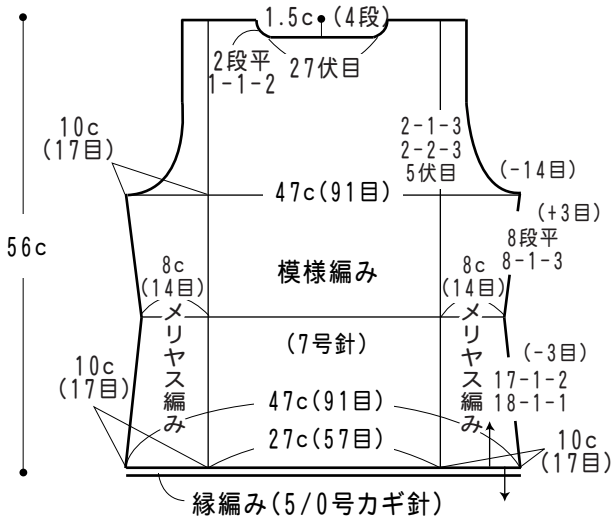 1.5c (4段)
2段平
1-1-2
27伏目
10c
(17目)
2-1-3
2-2-3
5伏目
(-14目)
47c(91目)
(+3目)
8段平
8-1-3
56c
8c
(14目)
模様編み
8c
(14目)
メリヤス編み
(7号針)
メリヤス編み
(-3目)
17-1-2
18-1-1
10c
(17目)
47c(91目)
27c(57目)
10c
(17目)
縁編み(5/0号カギ針)